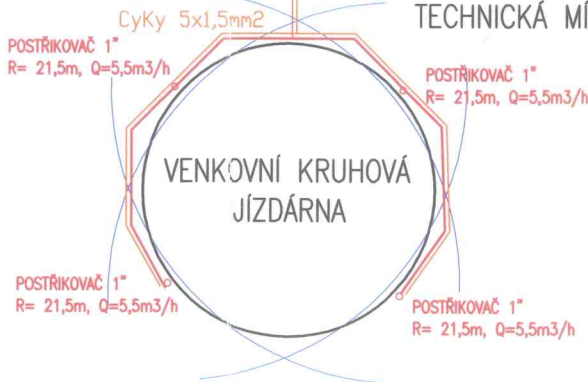 CyKy 5x1,5mm2
TECHNICKÁ MÍ
POSTŘIKOVAČ 1"
R= 21,5m, Q=5,5m3/h
POSTŘIKOVAČ 1"
R= 21,5m, Q=5,5m3/h
VENKOVNÍ KRUHOVÁ
JÍZDÁRNA
POSTŘIKOVAČ 1"
R= 21,5m, Q=5,5m3/h
POSTŘIKOVAČ 1"
R= 21,5m, Q=5,5m3/h